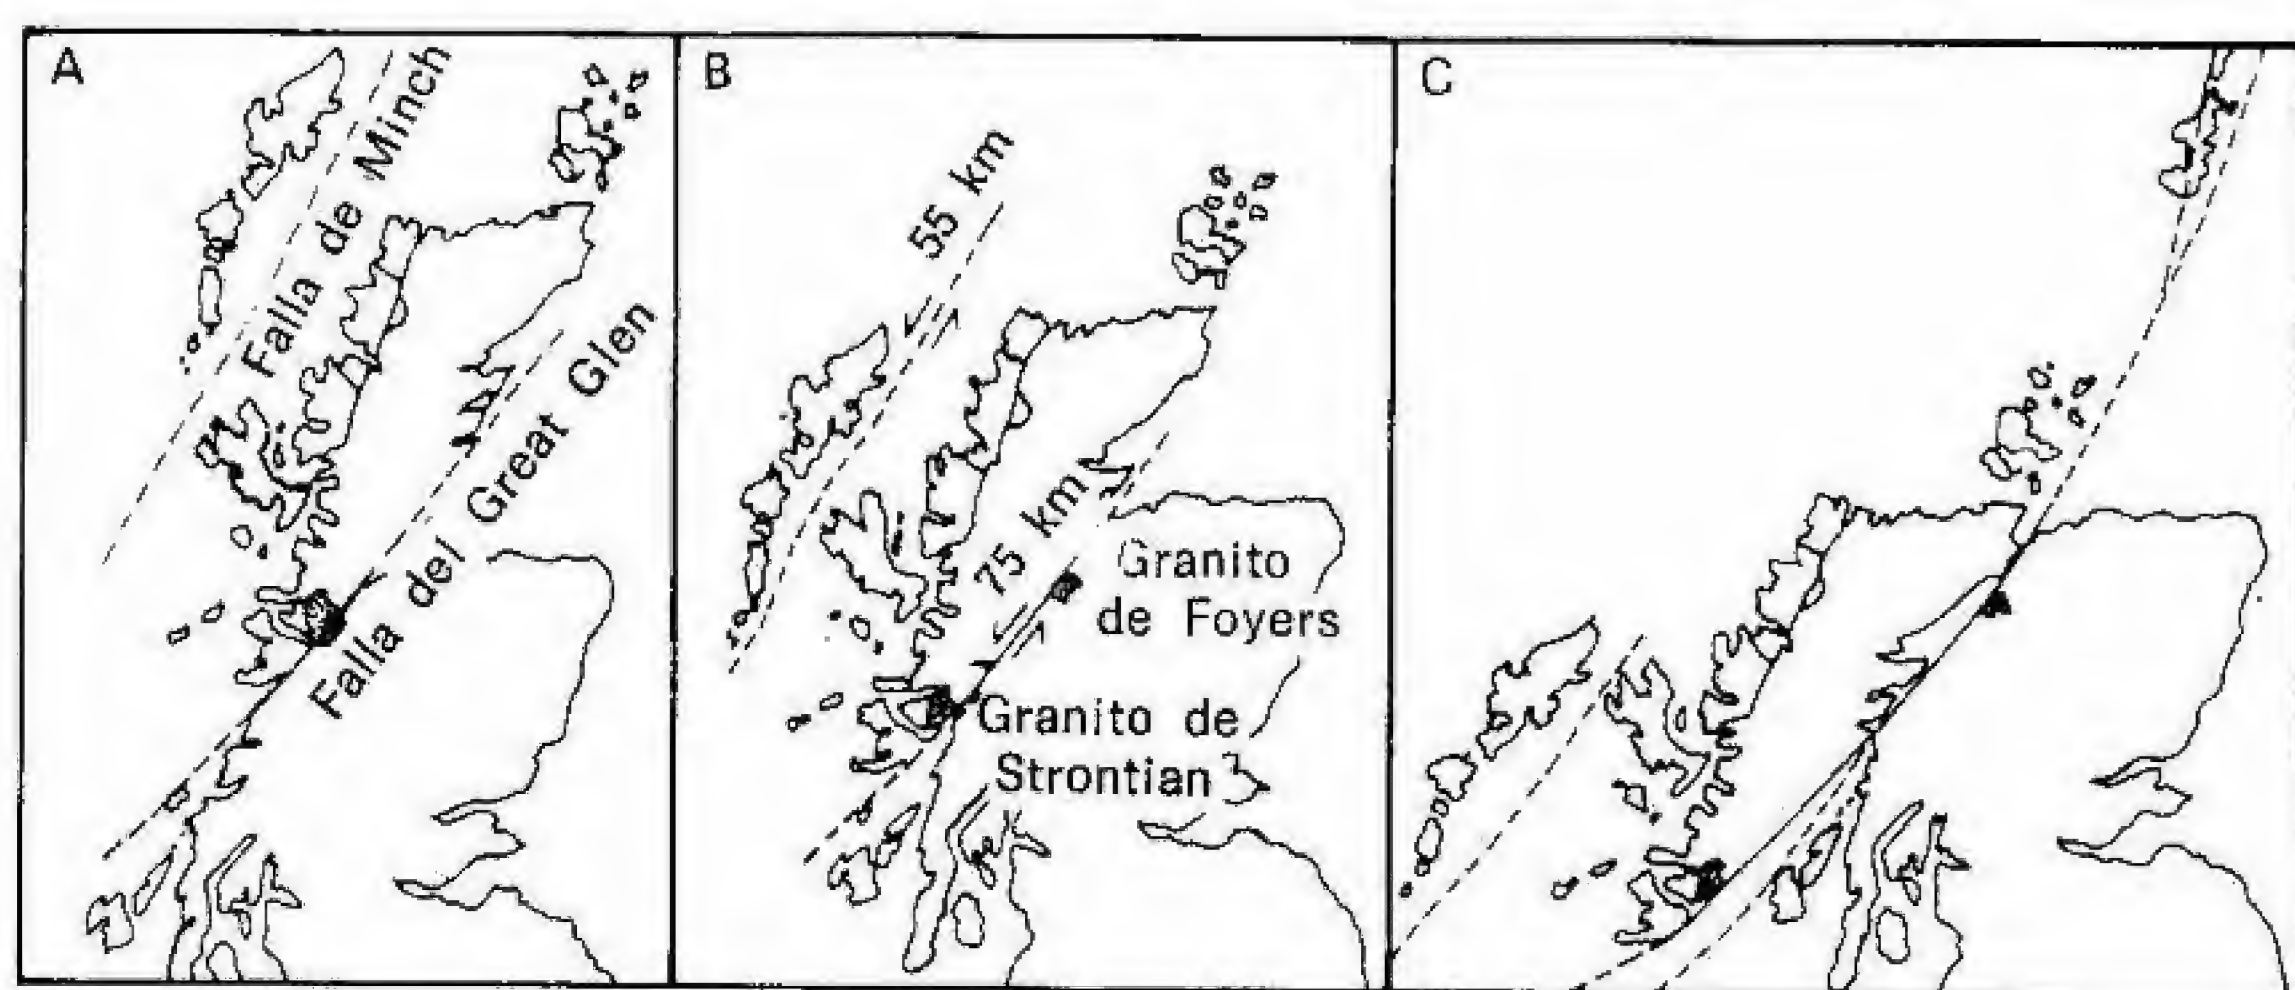 A
Falla de Minch
Falla del Great Glen
B
55 km
75 km
Granito
de Foyers
Granito de
Strontian
C